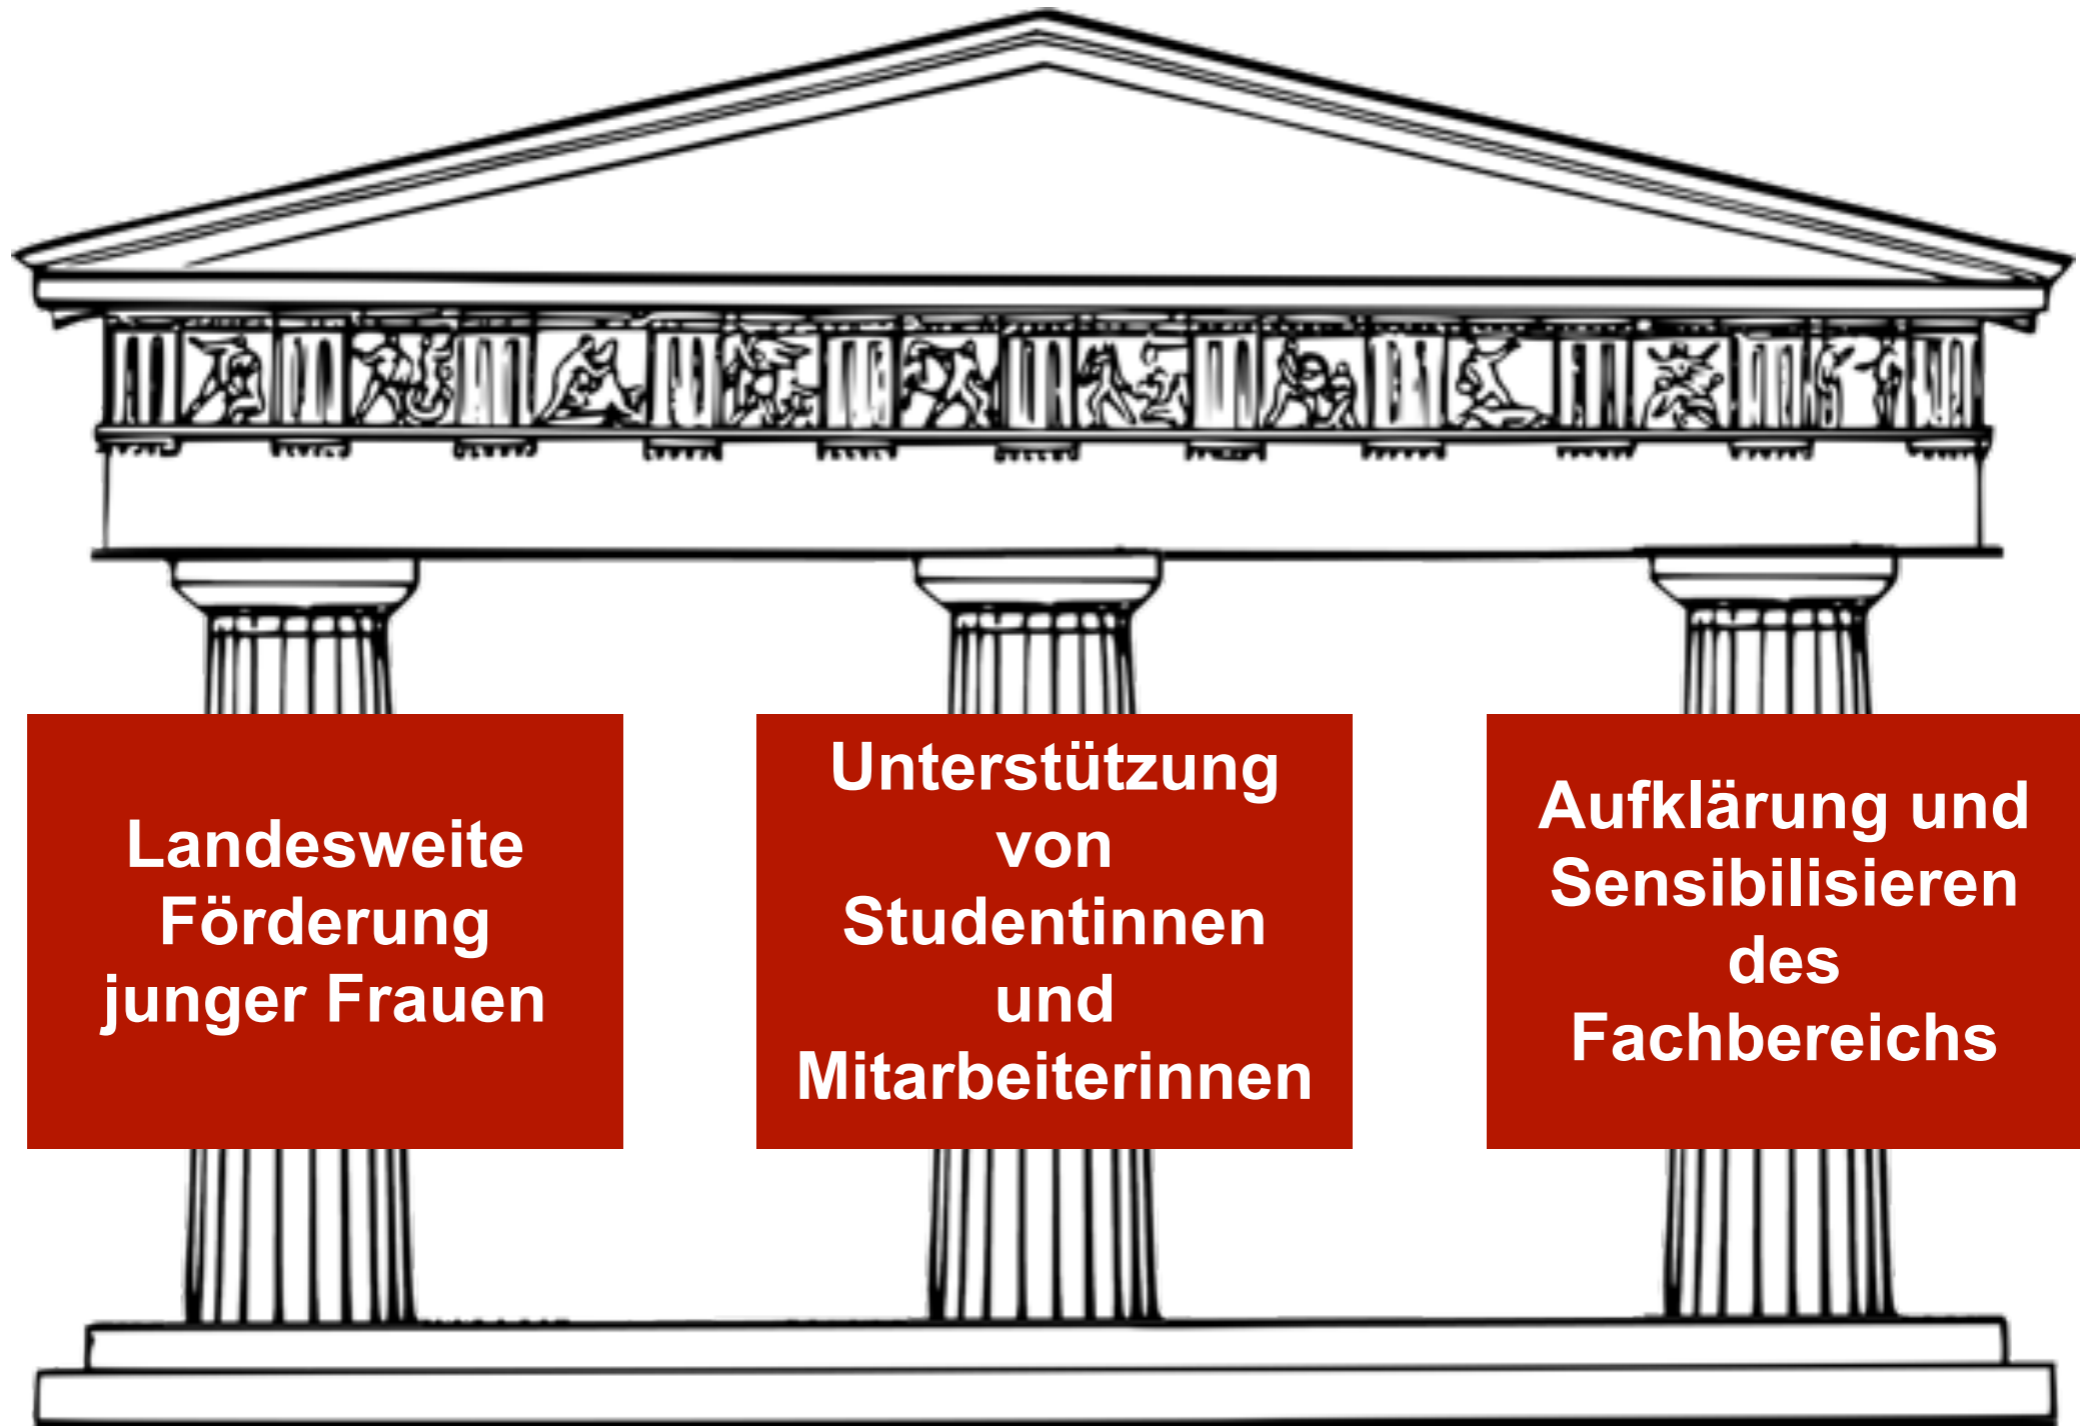 Landesweite
Förderung
junger Frauen
Unterstützung
von
Studentinnen
und
Mitarbeiterinnen
Aufklärung und
Sensibilisieren
des
Fachbereichs